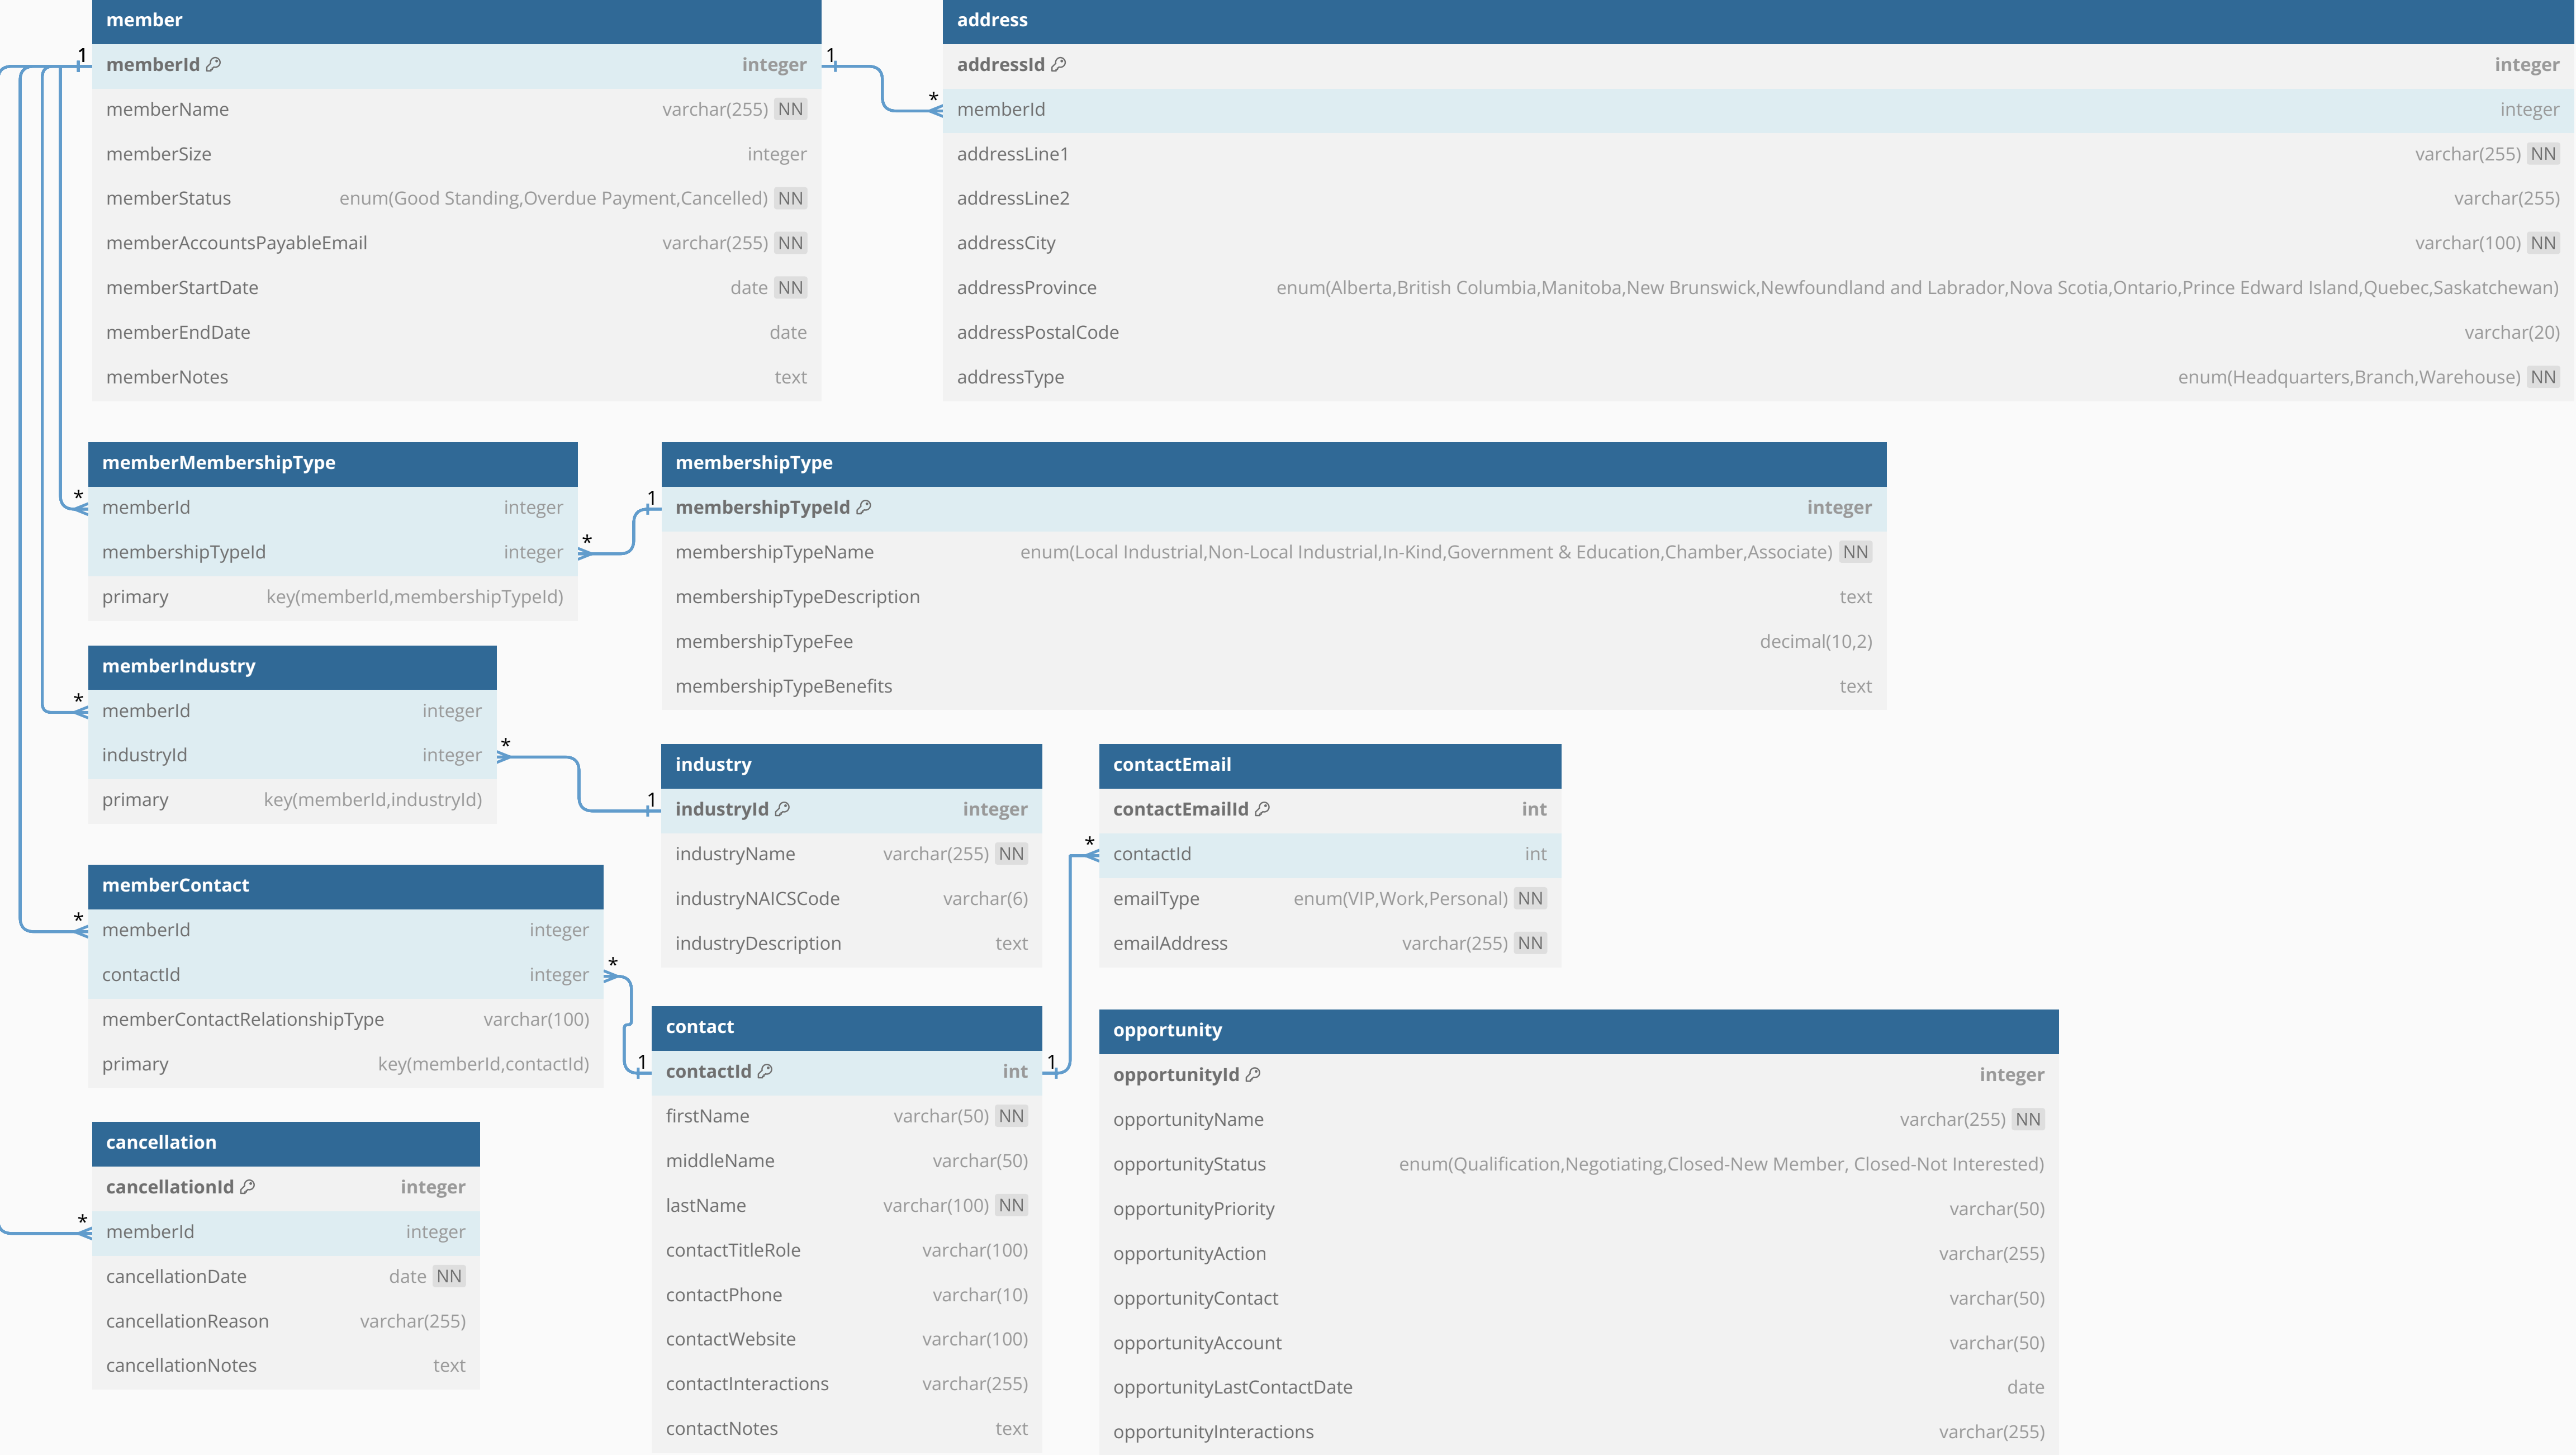 member
1
memberId integer
memberName varchar(255) NN
memberSize integer
memberStatus enum(Good Standing,Overdue Payment,Cancelled) NN
memberAccountsPayableEmail varchar(255) NN
memberStartDate date NN
memberEndDate date
memberNotes text
1
*
address
addressId integer
memberId integer
addressLine1 varchar(255) NN
addressLine2 varchar(255)
addressCity varchar(100) NN
addressProvince enum(Alberta,British Columbia,Manitoba,New Brunswick,Newfoundland and Labrador,Nova Scotia,Ontario,Prince Edward Island,Quebec,Saskatchewan)
addressPostalCode varchar(20)
addressType enum(Headquarters,Branch,Warehouse) NN
memberMembershipType
*
memberId integer
membershipTypeId integer
primary key(memberId,membershipTypeId)
*
1
membershipType
membershipTypeId integer
membershipTypeName enum(Local Industrial,Non-Local Industrial,In-Kind,Government & Education,Chamber,Associate) NN
membershipTypeDescription text
membershipTypeFee decimal(10,2)
membershipTypeBenefits text
memberIndustry
*
memberId integer
industryId integer
primary key(memberId,industryId)
*
1
industry
industryId integer
industryName varchar(255) NN
industryNAICSCode varchar(6)
industryDescription text
contactEmail
contactEmailId int
*
contactId int
emailType enum(VIP,Work,Personal) NN
emailAddress varchar(255) NN
memberContact
*
memberId integer
contactId integer
memberContactRelationshipType varchar(100)
primary key(memberId,contactId)
*
1
contact
contactId int
firstName varchar(50) NN
middleName varchar(50)
lastName varchar(100) NN
contactTitleRole varchar(100)
contactPhone varchar(10)
contactWebsite varchar(100)
contactInteractions varchar(255)
contactNotes text
1
opportunity
opportunityId integer
opportunityName varchar(255) NN
opportunityStatus enum(Qualification,Negotiating,Closed-New Member, Closed-Not Interested)
opportunityPriority varchar(50)
opportunityAction varchar(255)
opportunityContact varchar(50)
opportunityAccount varchar(50)
opportunityLastContactDate date
opportunityInteractions varchar(255)
cancellation
cancellationId integer
*
memberId integer
cancellationDate date NN
cancellationReason varchar(255)
cancellationNotes text